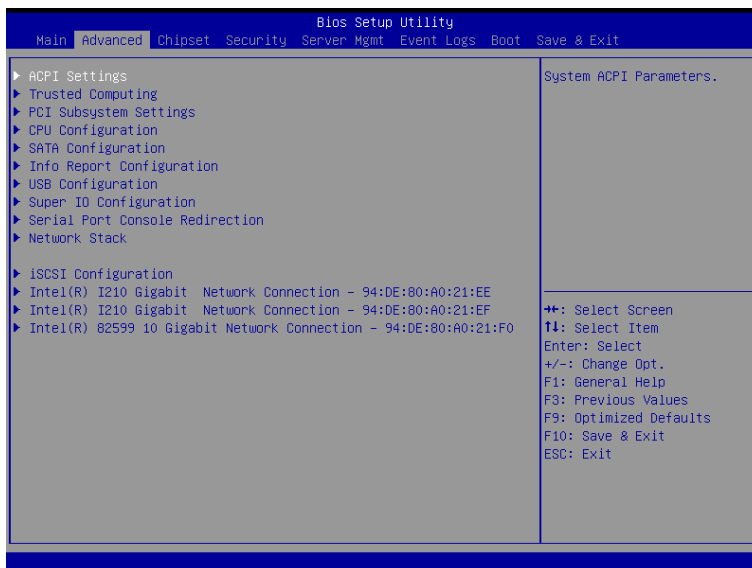 Bios Setup Utility
Main Advanced Chipset Security Server Mgmt Event Logs Boot Save & Exit
ACPI Settings
Trusted Computing
PCI Subsystem Settings
CPU Configuration
SATA Configuration
Info Report Configuration
USB Configuration
Super IO Configuration
Serial Port Console Redirection
Network Stack
iSCSI Configuration
Intel(R) I210 Gigabit  Network Connection - 94:DE:80:A0:21:EE
Intel(R) I210 Gigabit  Network Connection - 94:DE:80:A0:21:EF
Intel(R) 82599 10 Gigabit Network Connection - 94:DE:80:A0:21:F0
System ACPI Parameters.
→←: Select Screen
↑↓: Select Item
Enter: Select
+/-: Change Opt.
F1: General Help
F3: Previous Values
F9: Optimized Defaults
F10: Save & Exit
ESC: Exit